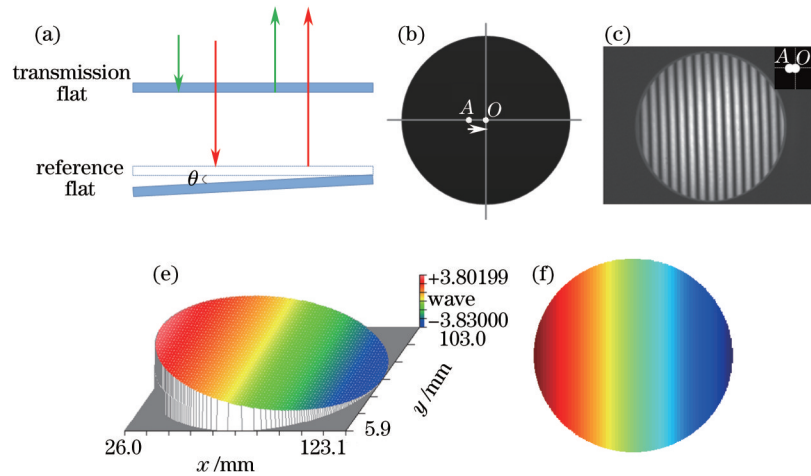 (a)
transmission
flat
reference
flat
θ
(b)
A
O
(c)
A
O
(e)
+3.80199
wave
−3.83000
103.0
y /mm
5.9
26.0
123.1
x /mm
(f)